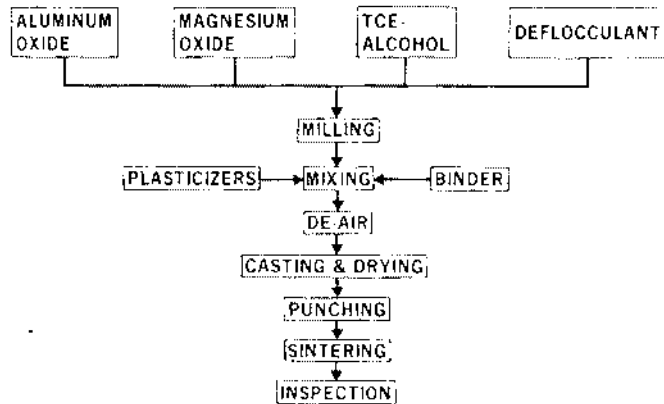 ALUMINUM
OXIDE
MAGNESIUM
OXIDE
TCE-
ALCOHOL
DEFLOCCULANT
MILLING
PLASTICIZERS
MIXING
BINDER
DE-AIR
CASTING & DRYING
PUNCHING
SINTERING
INSPECTION